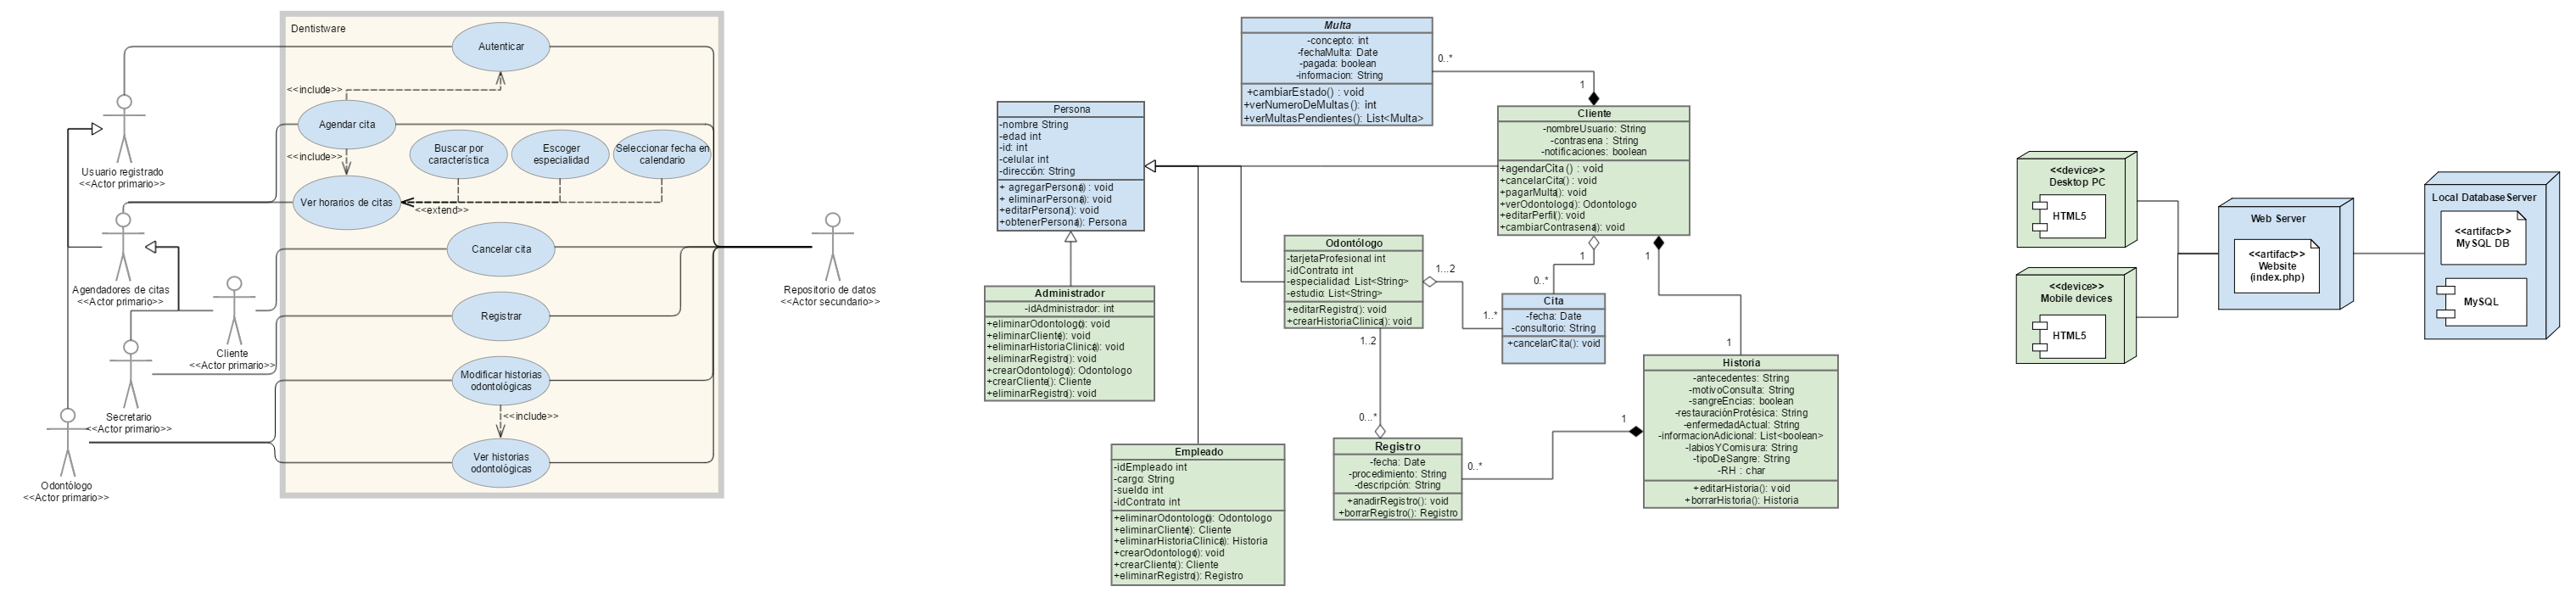 Dentistware
Autenticar
<<include>>
Agendar cita
<<include>>
Buscar por
característica
Escoger
especialidad
Seleccionar fecha en
calendario
Ver horarios de citas
<<extend>>
Cancelar cita
Registrar
Modificar historias
odontológicas
<<include>>
Ver historias
odontológicas
Usuario registrado
<<Actor primario>>
Agendadores de citas
<<Actor primario>>
Cliente
<<Actor primario>>
Secretario
<<Actor primario>>
Odontólogo
<<Actor primario>>
Repositorio de datos
<<Actor secundario>>
Multa
-concepto: int
-fechaMulta: Date
-pagada: boolean
-informacion: String
+cambiarEstado() : void
+verNumeroDeMultas(): int
+verMultasPendientes(): List<Multa>
0..*
1
Persona
-nombre: String
-edad: int
-id: int
-celular: int
-dirección: String
+ agregarPersona() : void
+ eliminarPersona(): void
+editarPersona(): void
+obtenerPersona(): Persona
Cliente
-nombreUsuario: String
-contrasena : String
-notificaciones: boolean
+agendarCita() : void
+cancelarCita() : void
+pagarMulta(): void
+verOdontologo(): Odontologo
+editarPerfil(): void
+cambiarContrasena(): void
1
0..*
1
1
Odontólogo
-tarjetaProfesional: int
-idContrato: int
-especialidad: List<String>
-estudio: List<String>
+editarRegistro(): void
+crearHistoriaClinica(): void
1...2
1..*
1..2
0...*
Cita
-fecha: Date
-consultorio: String
+cancelarCita(): void
Administrador
-idAdministrador: int
+eliminarOdontologo(): void
+eliminarCliente(): void
+eliminarHistoriaClinica(): void
+eliminarRegistro(): void
+crearOdontologo(): Odontologo
+crearCliente(): Cliente
+eliminarRegistro(): void
Empleado
-idEmpleado: int
-cargo: String
-sueldo: int
-idContrato: int
+eliminarOdontologo(): Odontologo
+eliminarCliente(): Cliente
+eliminarHistoriaClinica(): Historia
+crearOdontologo(): void
+crearCliente(): Cliente
+eliminarRegistro(): Registro
Registro
-fecha: Date
-procedimiento: String
-descripción: String
+anadirRegistro(): void
+borrarRegistro(): Registro
0..*
1
Historia
-antecedentes: String
-motivoConsulta: String
-sangreEncias: boolean
-restauraciónProtésica: String
-enfermedadActual: String
-informacionAdicional: List<boolean>
-labiosYComisura: String
-tipoDeSangre: String
-RH : char
+editarHistoria(): void
+borrarHistoria(): Historia
<<device>>
Desktop PC
HTML5
<<device>>
Mobile devices
HTML5
Web Server
<<artifact>>
Website
(index.php)
Local DatabaseServer
<<artifact>>
MySQL DB
MySQL